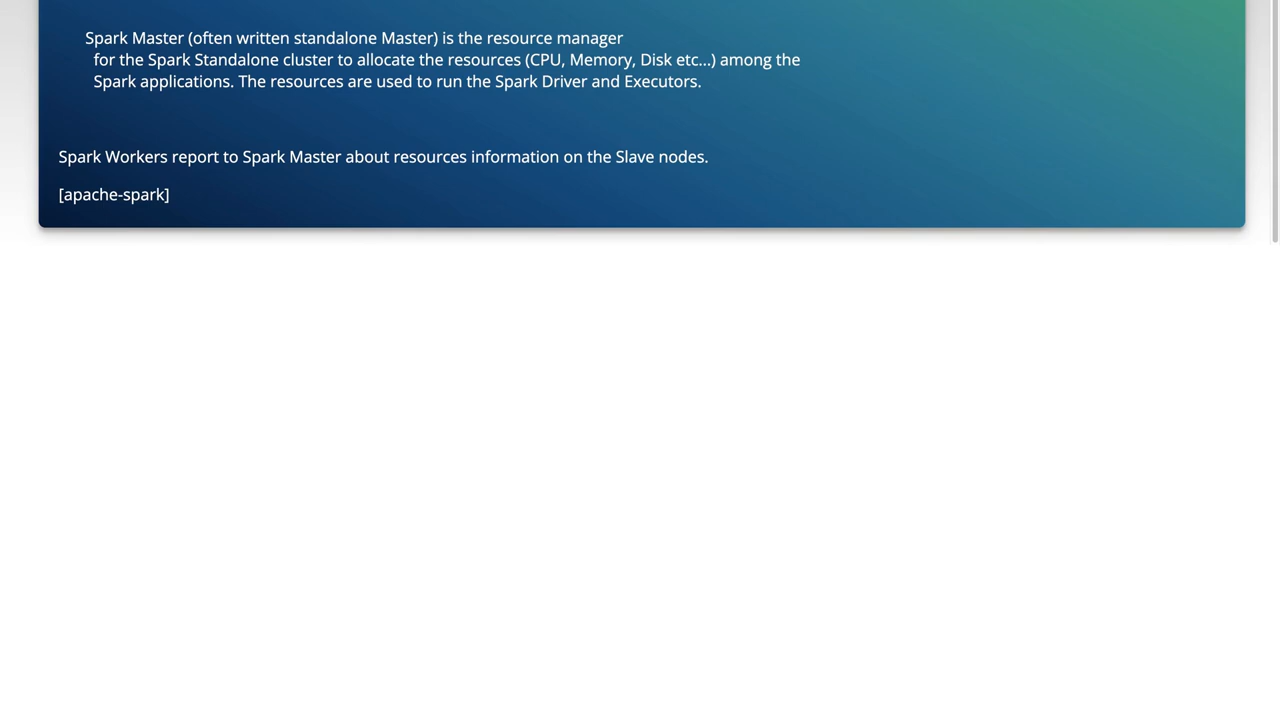 Spark Master (often written standalone Master) is the resource manager
for the Spark Standalone cluster to allocate the resources (CPU, Memory, Disk etc...) among the
Spark applications. The resources are used to run the Spark Driver and Executors.
Spark Workers report to Spark Master about resources information on the Slave nodes.
[apache-spark]